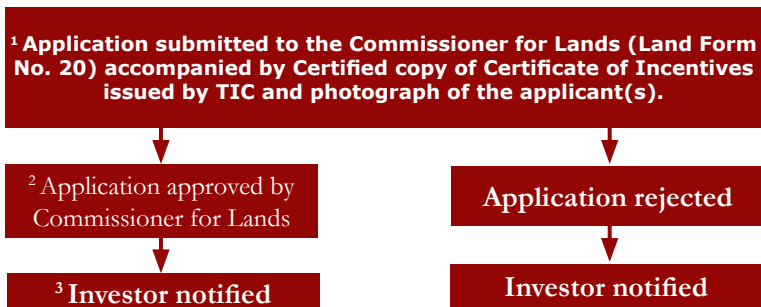 ¹ Application submitted to the Commissioner for Lands (Land Form
No. 20) accompanied by Certified copy of Certificate of Incentives
issued by TIC and photograph of the applicant(s).
² Application approved by
Commissioner for Lands
Application rejected
³ Investor notified
Investor notified